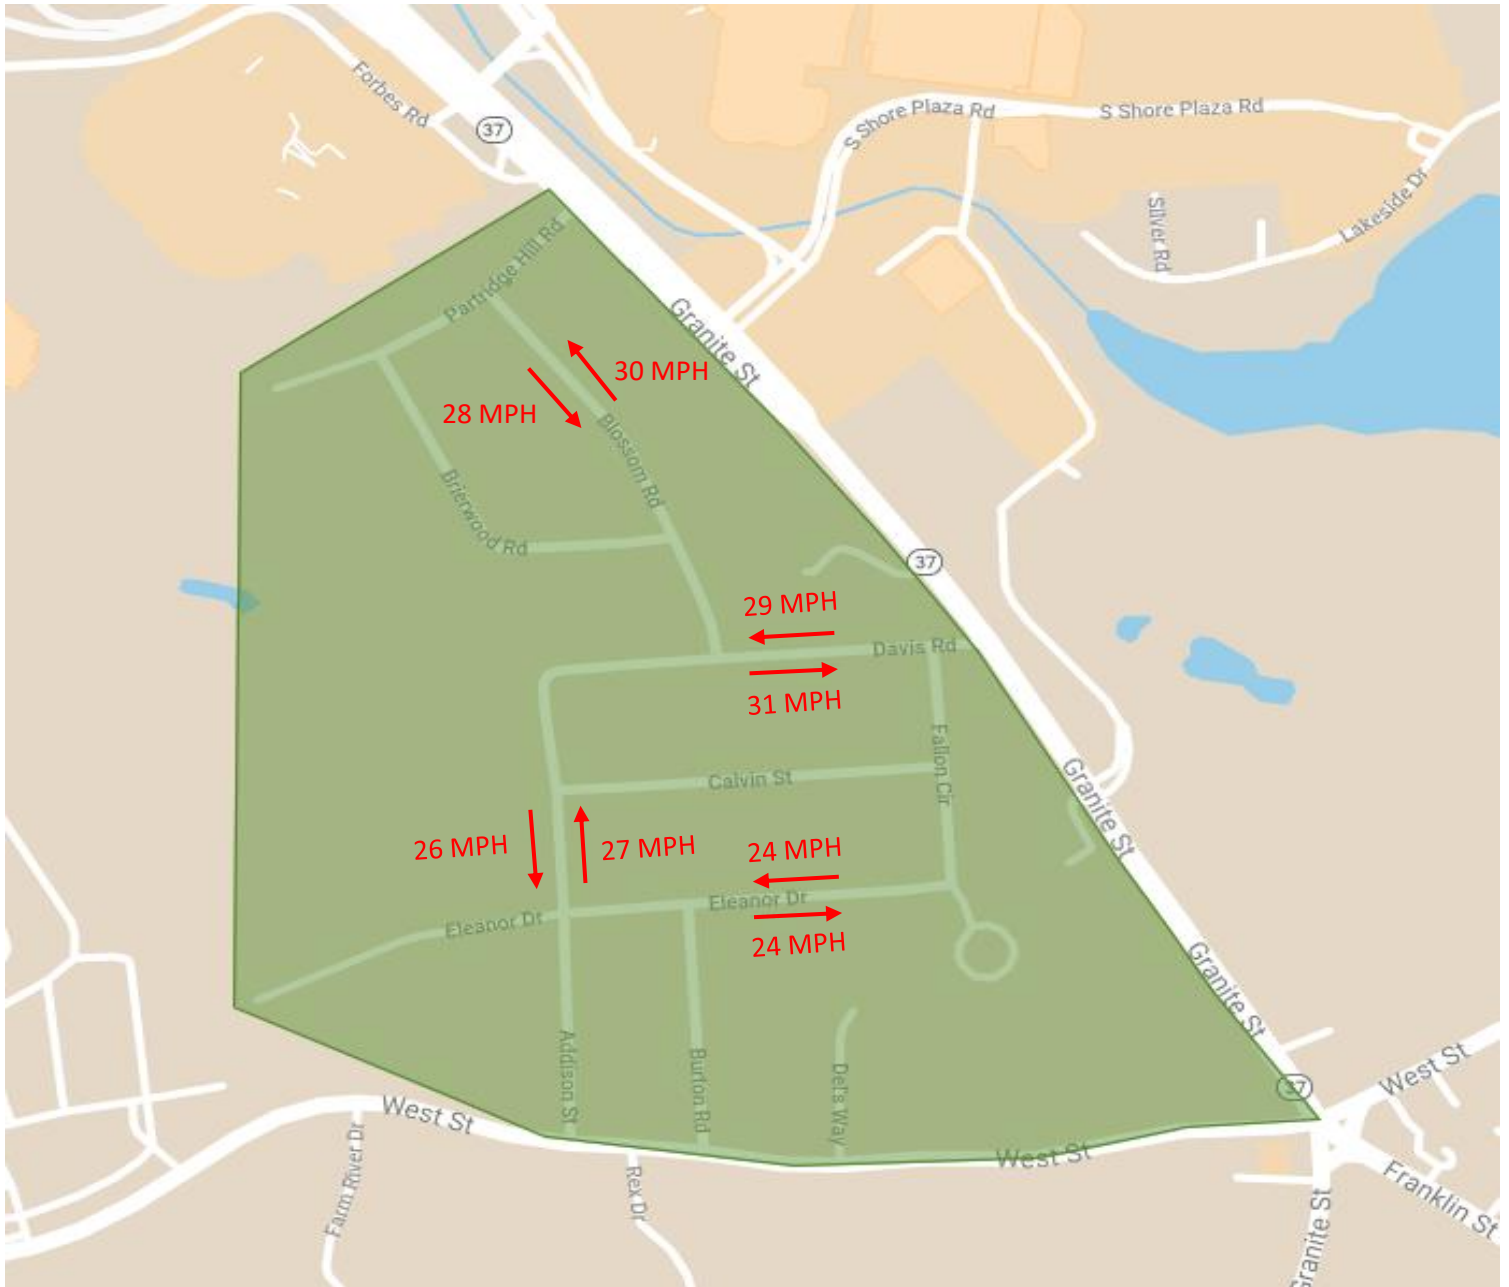 Forbes Rd
37
S Shore Plaza Rd
S Shore Plaza Rd
Silver Rd
Lakeside Dr
Partridge Hill Rd
Granite St
30 MPH
28 MPH
Blossom Rd
Brierwood Rd
37
29 MPH
Davis Rd
31 MPH
Fallon Cir
Calvin St
Granite St
26 MPH
27 MPH
24 MPH
Eleanor Dr
Eleanor Dr
24 MPH
Granite St
Addison St
Burton Rd
Del's Way
37
West St
West St
West St
Farm River Dr
Rex Dr
Franklin St
Granite St